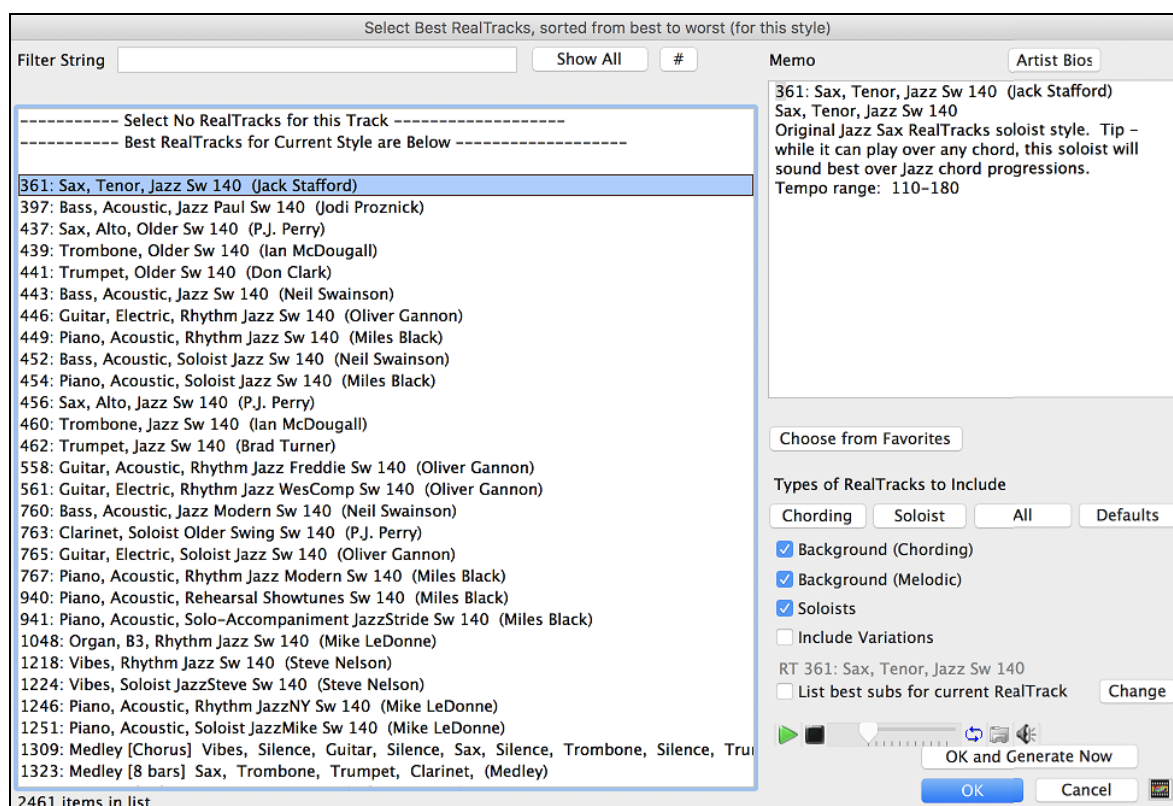 Select Best RealTracks, sorted from best to worst (for this style)
Filter String
Show All
#
----------- Select No RealTracks for this Track -------------------
----------- Best RealTracks for Current Style are Below -------------------
361: Sax, Tenor, Jazz Sw 140 (Jack Stafford)
397: Bass, Acoustic, Jazz Paul Sw 140 (Jodi Proznick)
437: Sax, Alto, Older Sw 140 (P.J. Perry)
439: Trombone, Older Sw 140 (Ian McDougall)
441: Trumpet, Older Sw 140 (Don Clark)
443: Bass, Acoustic, Jazz Sw 140 (Neil Swainson)
446: Guitar, Electric, Rhythm Jazz Sw 140 (Oliver Gannon)
449: Piano, Acoustic, Rhythm Jazz Sw 140 (Miles Black)
452: Bass, Acoustic, Soloist Jazz Sw 140 (Neil Swainson)
454: Piano, Acoustic, Soloist Jazz Sw 140 (Miles Black)
456: Sax, Alto, Jazz Sw 140 (P.J. Perry)
460: Trombone, Jazz Sw 140 (Ian McDougall)
462: Trumpet, Jazz Sw 140 (Brad Turner)
558: Guitar, Acoustic, Rhythm Jazz Freddie Sw 140 (Oliver Gannon)
561: Guitar, Electric, Rhythm Jazz WesComp Sw 140 (Oliver Gannon)
760: Bass, Acoustic, Jazz Modern Sw 140 (Neil Swainson)
763: Clarinet, Soloist Older Swing Sw 140 (P.J. Perry)
765: Guitar, Electric, Soloist Jazz Sw 140 (Oliver Gannon)
767: Piano, Acoustic, Rhythm Jazz Modern Sw 140 (Miles Black)
940: Piano, Acoustic, Rehearsal Showtunes Sw 140 (Miles Black)
941: Piano, Acoustic, Solo-Accompaniment JazzStride Sw 140 (Miles Black)
1048: Organ, B3, Rhythm Jazz Sw 140 (Mike LeDonne)
1218: Vibes, Rhythm Jazz Sw 140 (Steve Nelson)
1224: Vibes, Soloist JazzSteve Sw 140 (Steve Nelson)
1246: Piano, Acoustic, Rhythm JazzNY Sw 140 (Mike LeDonne)
1251: Piano, Acoustic, Soloist JazzMike Sw 140 (Mike LeDonne)
1309: Medley [Chorus] Vibes, Silence, Guitar, Silence, Sax, Silence, Trombone, Silence, Tru
1323: Medley [8 bars] Sax, Trombone, Trumpet, Clarinet, (Medley)
2461 items in list
Memo
Artist Bios
361: Sax, Tenor, Jazz Sw 140 (Jack Stafford)
Sax, Tenor, Jazz Sw 140
Original Jazz Sax RealTracks soloist style. Tip –
while it can play over any chord, this soloist will
sound best over Jazz chord progressions.
Tempo range: 110–180
Choose from Favorites
Types of RealTracks to Include
Chording
Soloist
All
Defaults
Background (Chording)
Background (Melodic)
Soloists
Include Variations
RT 361: Sax, Tenor, Jazz Sw 140
List best subs for current RealTrack
Change
OK and Generate Now
OK
Cancel